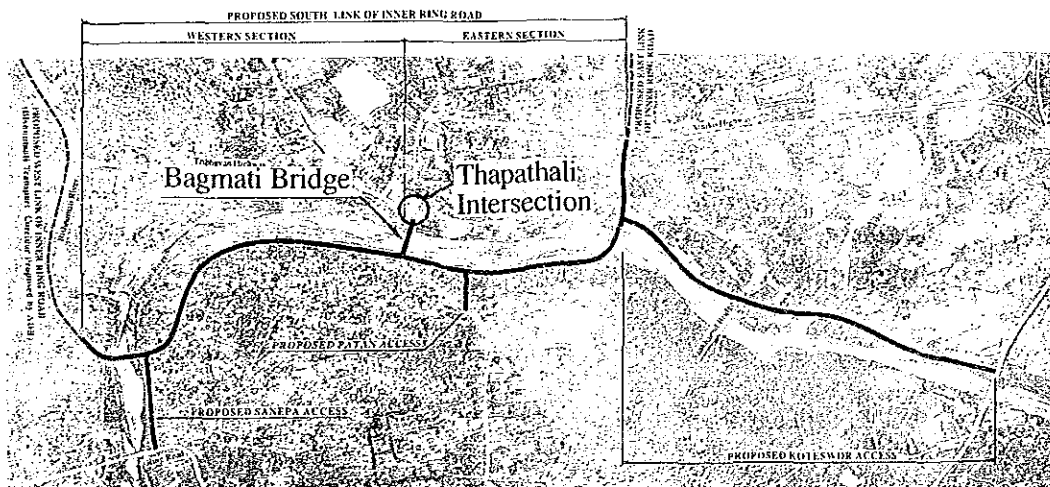 PROPOSED SOUTH LINK OF INNER RING ROAD
WESTERN SECTION
EASTERN SECTION
PROPOSED EAST LINK
OF INNER RING ROAD
PROPOSED WEST LINK OF INNER RING ROAD
Bagmati Bridge
Thapathali
Intersection
PROPOSED PATAN ACCESS
PROPOSED SANEPA ACCESS
PROPOSED KOTESWOR ACCESS